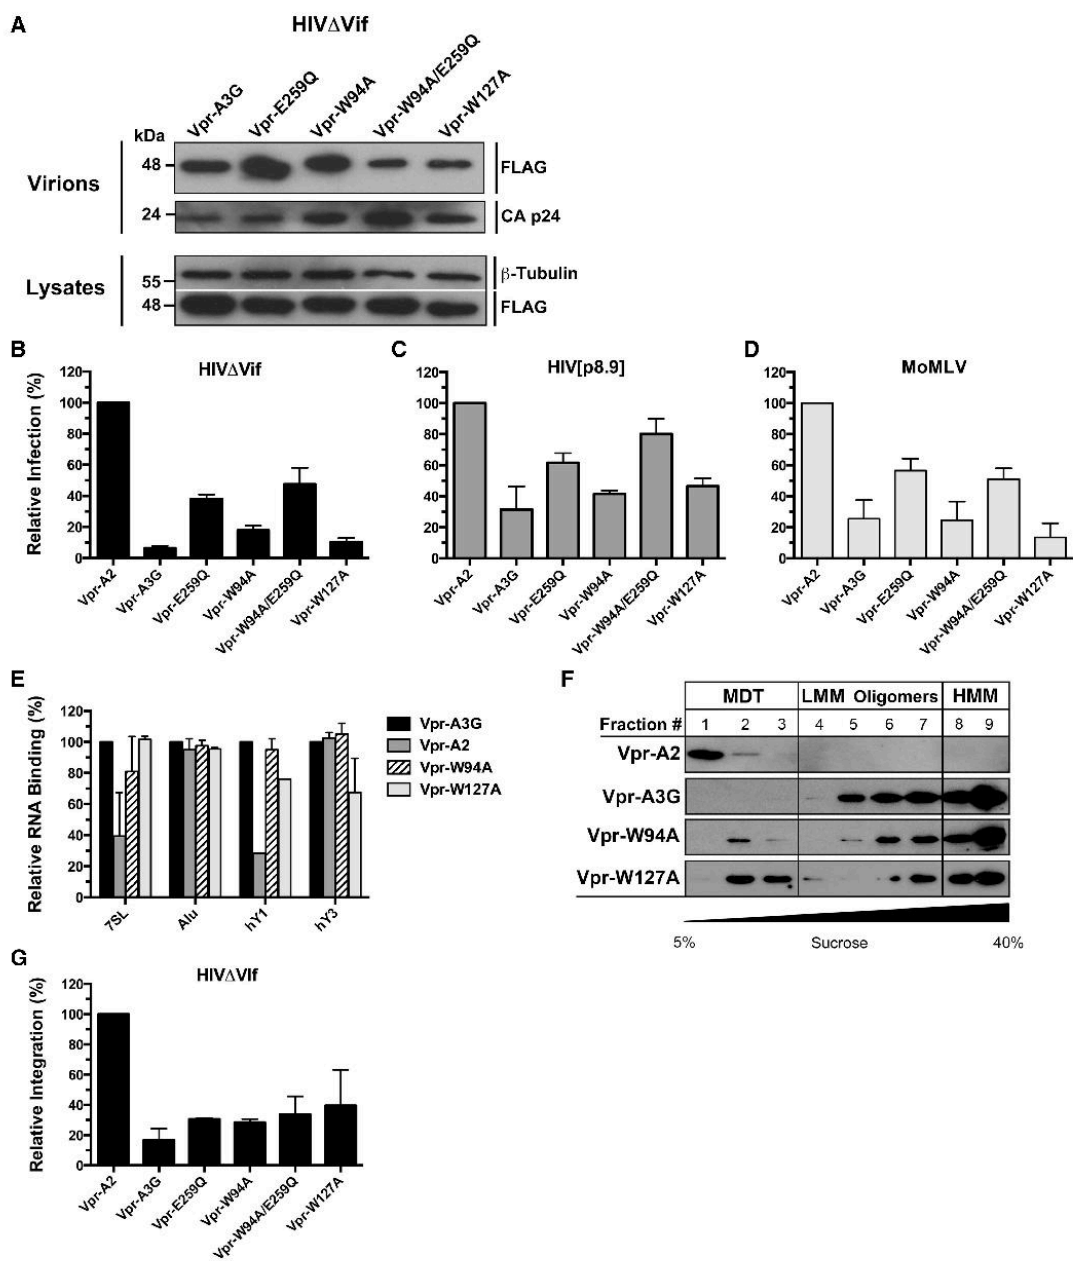 A
HIVΔVif
Vpr-A3G
Vpr-E259Q
Vpr-W94A
Vpr-W94A/E259Q
Vpr-W127A
kDa
Virions
48
FLAG
24
CA p24
Lysates
55
β-Tubulin
48
FLAG
B
HIVΔVif
Relative Infection (%)
120
100
80
60
40
20
0
Vpr-A2
Vpr-A3G
Vpr-E259Q
Vpr-W94A
Vpr-W94A/E259Q
Vpr-W127A
C
HIV[p8.9]
120
100
80
60
40
20
0
Vpr-A2
Vpr-A3G
Vpr-E259Q
Vpr-W94A
Vpr-W94A/E259Q
Vpr-W127A
D
MoMLV
120
100
80
60
40
20
0
Vpr-A2
Vpr-A3G
Vpr-E259Q
Vpr-W94A
Vpr-W94A/E259Q
Vpr-W127A
E
Relative RNA Binding (%)
120
100
80
60
40
20
0
7SL
Alu
hY1
hY3
Vpr-A3G
Vpr-A2
Vpr-W94A
Vpr-W127A
F
MDT LMM Oligomers HMM
Fraction # 1 2 3 4 5 6 7 8 9
Vpr-A2
Vpr-A3G
Vpr-W94A
Vpr-W127A
5% Sucrose 40%
G
HIVΔVIf
Relative Integration (%)
120
100
80
60
40
20
0
Vpr-A2
Vpr-A3G
Vpr-E259Q
Vpr-W94A
Vpr-W94A/E259Q
Vpr-W127A